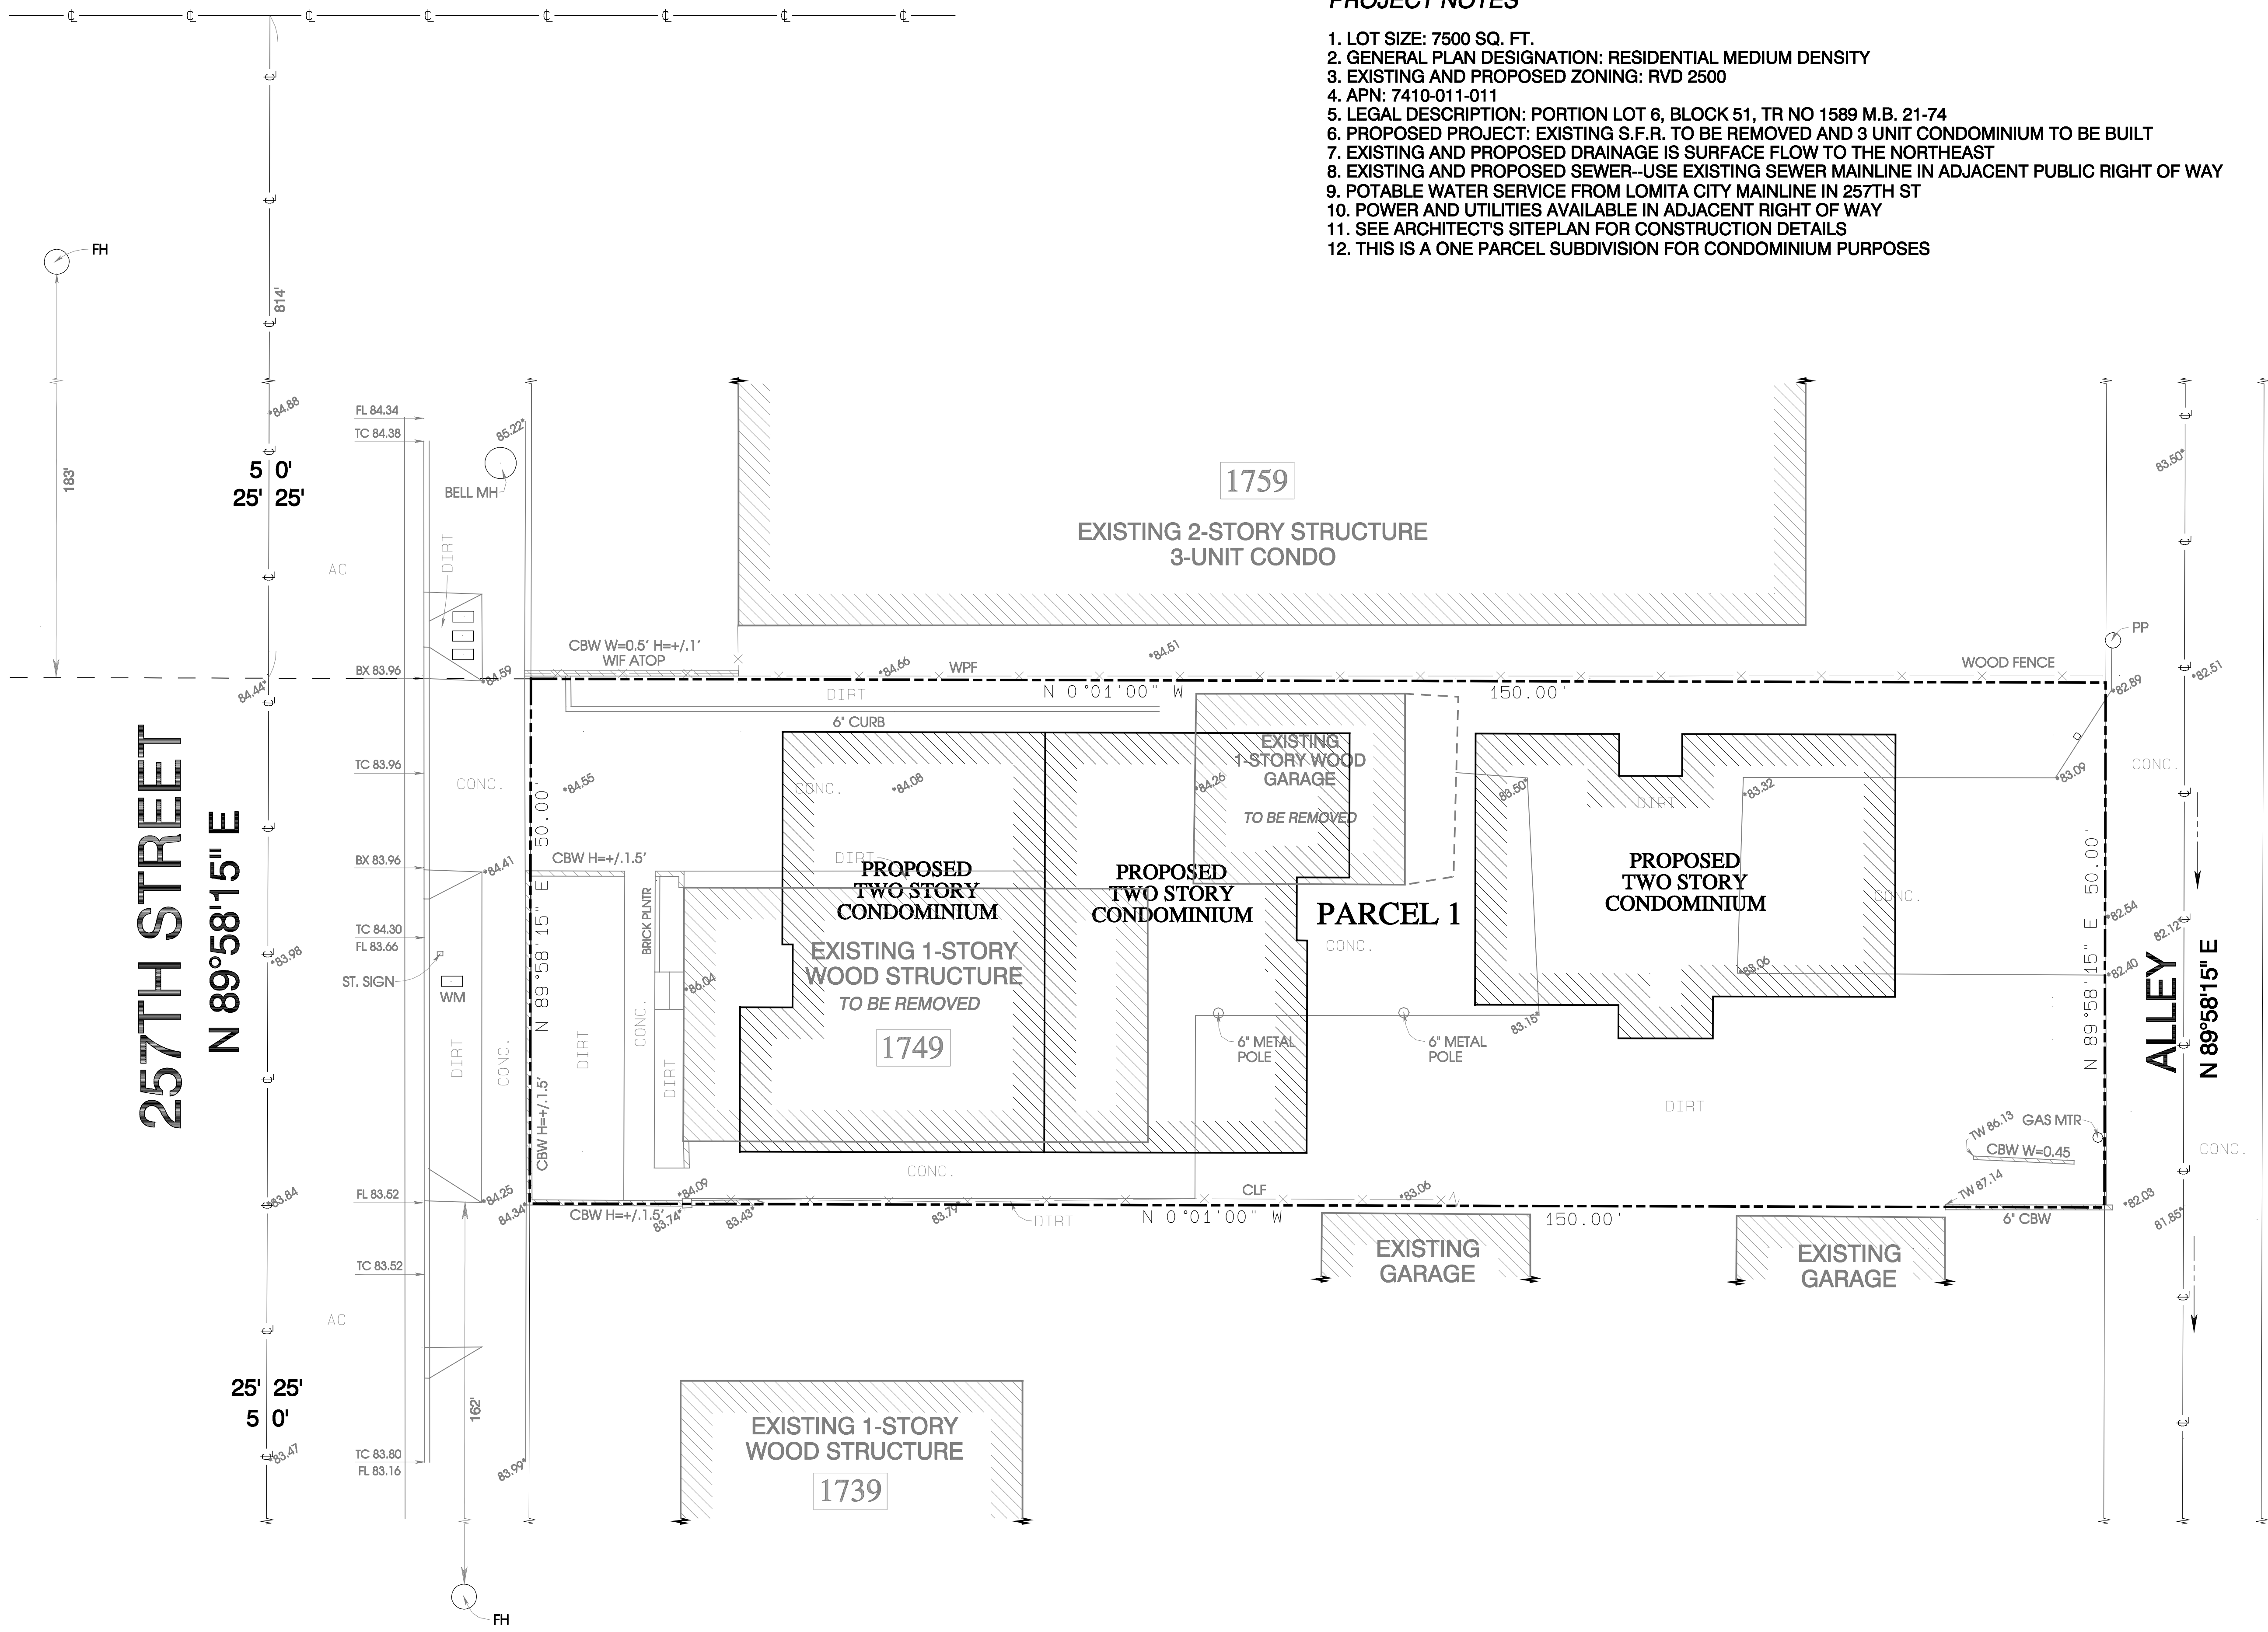 PROJECT NOTES
1. LOT SIZE: 7500 SQ. FT.
2. GENERAL PLAN DESIGNATION: RESIDENTIAL MEDIUM DENSITY
3. EXISTING AND PROPOSED ZONING: RVD 2500
4. APN: 7410-011-011
5. LEGAL DESCRIPTION: PORTION LOT 6, BLOCK 51, TR NO 1589 M.B. 21-74
6. PROPOSED PROJECT: EXISTING S.F.R. TO BE REMOVED AND 3 UNIT CONDOMINIUM TO BE BUILT
7. EXISTING AND PROPOSED DRAINAGE IS SURFACE FLOW TO THE NORTHEAST
8. EXISTING AND PROPOSED SEWER--USE EXISTING SEWER MAINLINE IN ADJACENT PUBLIC RIGHT OF WAY
9. POTABLE WATER SERVICE FROM LOMITA CITY MAINLINE IN 257TH ST
10. POWER AND UTILITIES AVAILABLE IN ADJACENT RIGHT OF WAY
11. SEE ARCHITECT'S SITEPLAN FOR CONSTRUCTION DETAILS
12. THIS IS A ONE PARCEL SUBDIVISION FOR CONDOMINIUM PURPOSES
FH
814'
183'
84.88
FL 84.34
TC 84.38
85.22
5 0'
25' 25'
BELL MH
DIRT
AC
1759
EXISTING 2-STORY STRUCTURE
3-UNIT CONDO
83.50
CBW W=0.5' H=+/.1'
WIF ATOP
BX 83.96
84.59
84.44
84.66
WPF
84.51
WOOD FENCE
PP
82.51
82.89
DIRT
N 0°01'00" W
150.00'
6" CURB
EXISTING
1-STORY WOOD
GARAGE
TO BE REMOVED
257TH STREET
N 89°58'15" E
TC 83.96
CONC.
84.55
CONC.
84.08
84.26
83.50
DIRT
83.32
83.09
CONC.
N 89°58'15" E 50.00'
BX 83.96
84.41
CBW H=+/.1.5'
DIRT
PROPOSED
TWO STORY
CONDOMINIUM
PROPOSED
TWO STORY
CONDOMINIUM
PARCEL 1
CONC.
PROPOSED
TWO STORY
CONDOMINIUM
CONC.
N 89°58'15" E 50.00'
82.54
82.12
82.40
83.06
ALLEY
N 89°58'15" E
TC 84.30
FL 83.66
83.98
ST. SIGN
WM
BRICK PLNTR
86.04
EXISTING 1-STORY
WOOD STRUCTURE
TO BE REMOVED
1749
6" METAL
POLE
6" METAL
POLE
83.15
DIRT
CONC.
DIRT
CONC.
DIRT
CBW H=+/.1.5'
DIRT
TW 86.13
GAS MTR
CBW W=0.45
CONC.
CONC.
FL 83.52
83.84
84.25
84.34
CBW H=+/.1.5'
84.09
83.74
83.43
83.79
DIRT
CLF
N 0°01'00" W
83.06
150.00'
TW 87.14
6" CBW
82.03
81.85
TC 83.52
AC
EXISTING
GARAGE
EXISTING
GARAGE
25' 25'
5 0'
162'
83.47
TC 83.80
FL 83.16
83.99
EXISTING 1-STORY
WOOD STRUCTURE
1739
FH